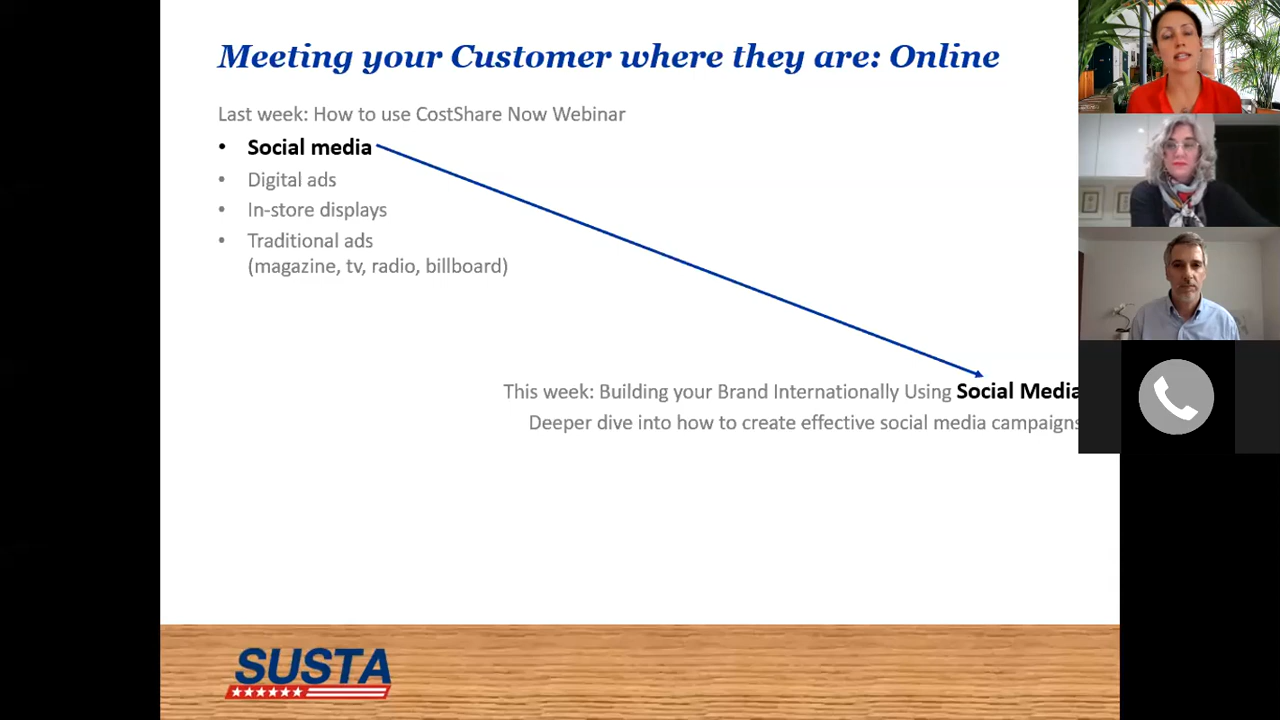 Meeting your Customer where they are: Online
Last week: How to use CostShare Now Webinar
• Social media
• Digital ads
• In-store displays
• Traditional ads
(magazine, tv, radio, billboard)
This week: Building your Brand Internationally Using Social Media
Deeper dive into how to create effective social media campaigns
SUSTA